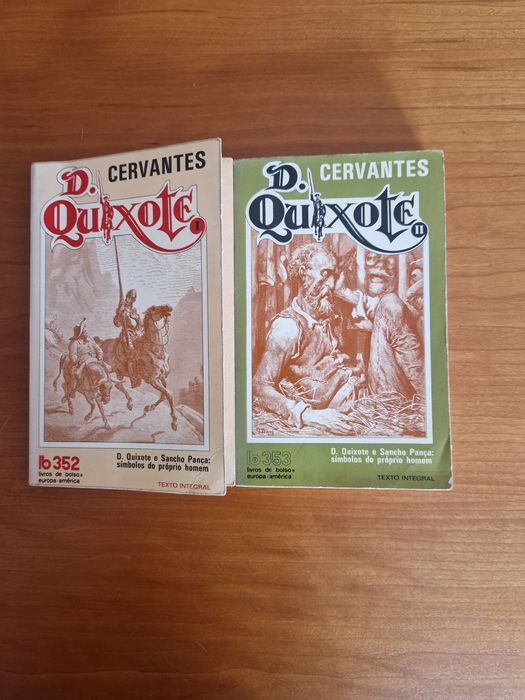 CERVANTES
D.
QUIXOTE
I
lb 352
livros de bolso
europa-américa
D. Quixote e Sancho Pança:
símbolos do próprio homem
TEXTO INTEGRAL
CERVANTES
D.
QUIXOTE
II
lb 353
livros de bolso
europa-américa
D. Quixote e Sancho Pança:
símbolos do próprio homem
TEXTO INTEGRAL